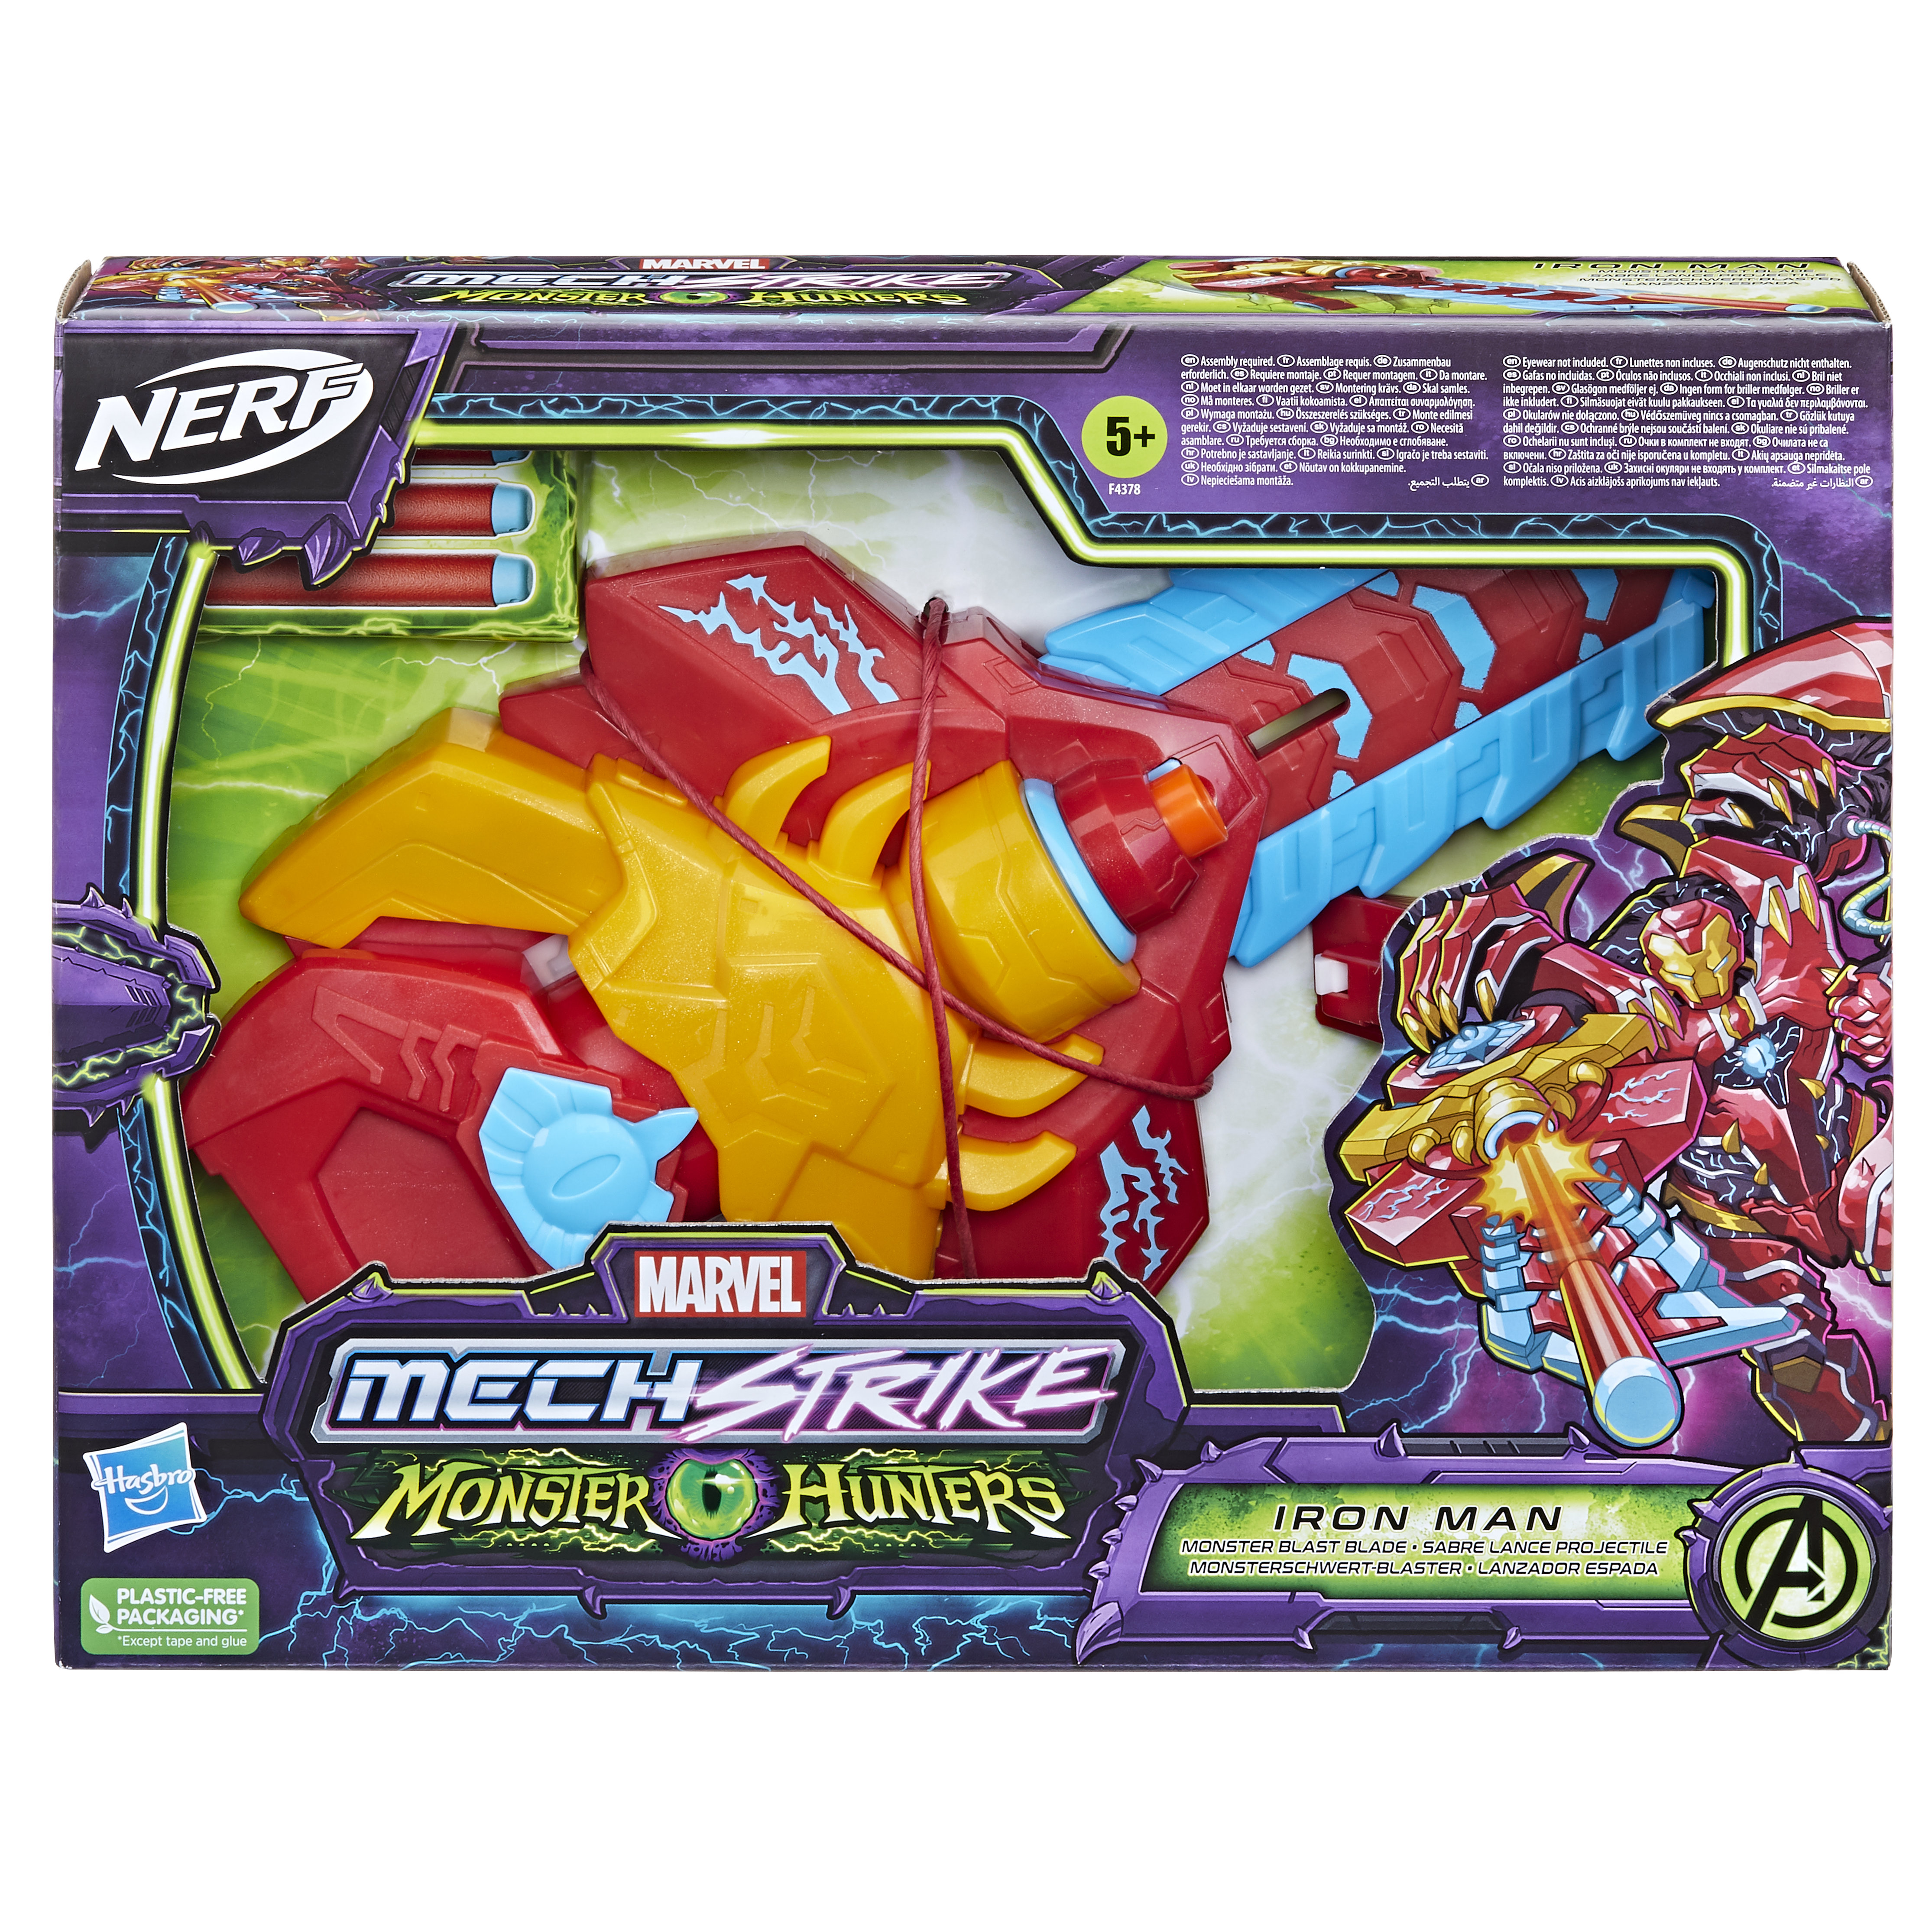 MARVEL
MECH STRIKE
MONSTER HUNTERS
IRON MAN
MONSTER BLAST BLADE
LANZADOR ESPADA
NERF
5+
F4378
en Assembly required. fr Assemblage requis. de Zusammenbau
erforderlich. es Requiere montaje. pt Requer montagem. it Da montare.
nl Moet in elkaar worden gezet. sv Montering krävs. da Skal samles.
no Må monteres. fi Vaatii kokoamista. el Απαιτείται συναρμολόγηση.
pl Wymaga montażu. hu Összeszerelés szükséges. tr Monte edilmesi
gerekir. cs Vyžaduje sestavení. sk Vyžaduje sa montáž. ro Necesită
asamblare. ru Требуется сборка. bg Необходимо е сглобяване.
hr Potrebno je sastavljanje. lt Reikia surinkti. sl Igračo je treba sestaviti.
uk Необхідно зібрати. et Nõutav on kokkupanemine.
lv Nepieciešama montāža. ar يتطلب التجميع.
en Eyewear not included. fr Lunettes non incluses. de Augenschutz nicht enthalten.
es Gafas no incluidas. pt Óculos não inclusos. it Occhiali non inclusi. nl Bril niet
inbegrepen. sv Glasögon medföljer ej. da Ingen form for briller medfølger. no Briller er
ikke inkludert. fi Silmäsuojat eivät kuulu pakkaukseen. el Τα γυαλιά δεν περιλαμβάνονται.
pl Okularów nie dołączono. hu Védőszemüveg nincs a csomagban. tr Gözlük kutuya
dahil değildir. cs Ochranné brýle nejsou součástí balení. sk Okuliare nie sú pribalené.
ro Ochelarii nu sunt incluși. ru Очки в комплект не входят. bg Очилата не са
включени. hr Zaštita za oči nije isporučena u kompletu. lt Akių apsauga nepridėta.
sl Očala niso priložena. uk Захисні окуляри не входять у комплект. et Silmakaitse pole
komplektis. lv Acis aizklājošs aprīkojums nav iekļauts. ar النظارات غير متضمنة.
MARVEL
MECH STRIKE
MONSTER HUNTERS
Hasbro
PLASTIC-FREE
PACKAGING*
*Except tape and glue
IRON MAN
MONSTER BLAST BLADE • SABRE LANCE PROJECTILE
MONSTERSCHWERT-BLASTER • LANZADOR ESPADA
A